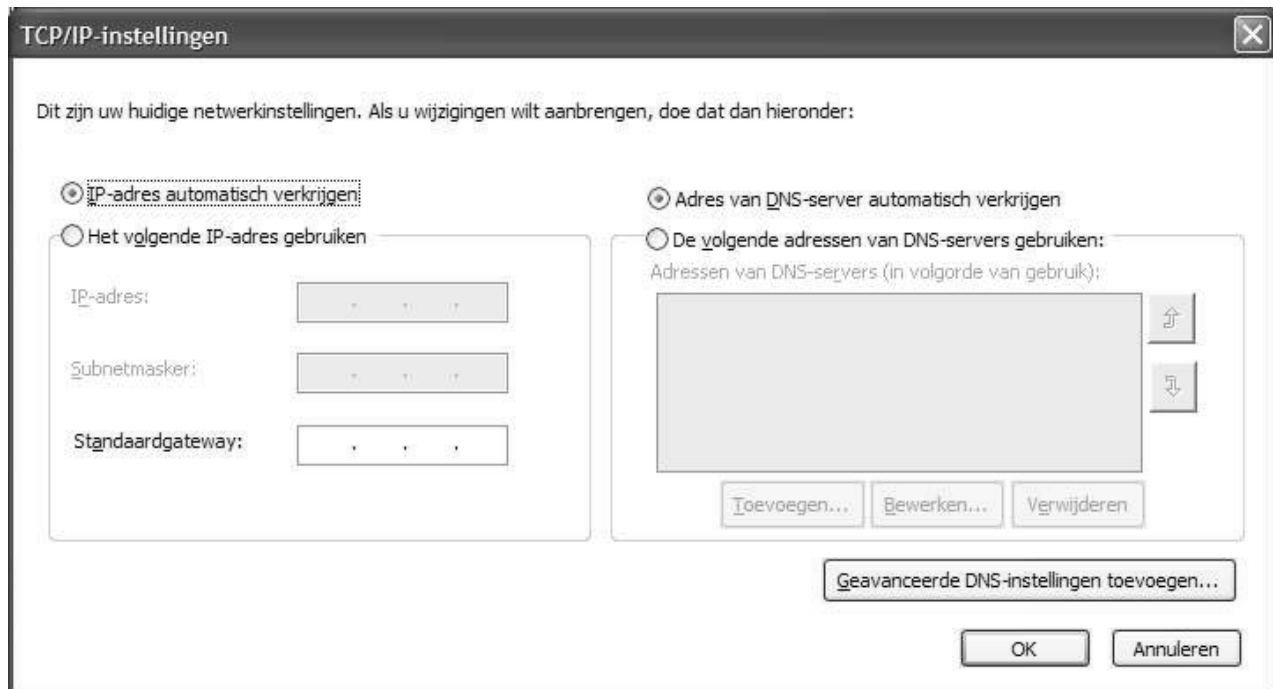 TCP/IP-instellingen
Dit zijn uw huidige netwerkinstellingen. Als u wijzigingen wilt aanbrengen, doe dat dan hieronder:
IP-adres automatisch verkrijgen
Het volgende IP-adres gebruiken
IP-adres:
Subnetmasker:
Standaardgateway:
Adres van DNS-server automatisch verkrijgen
De volgende adressen van DNS-servers gebruiken:
Adressen van DNS-servers (in volgorde van gebruik):
Toevoegen... Bewerken... Verwijderen
Geavanceerde DNS-instellingen toevoegen...
OK Annuleren